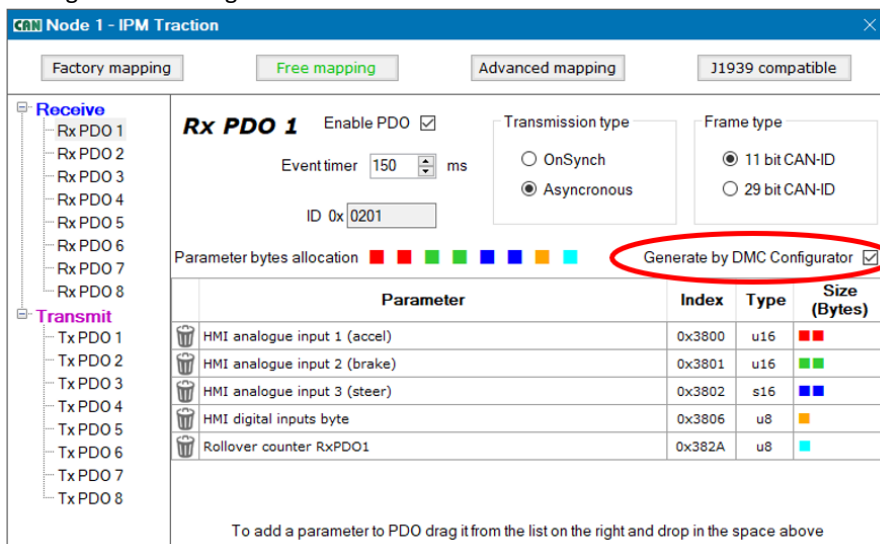 CAN Node 1 - IPM Traction
Factory mapping Free mapping Advanced mapping J1939 compatible
Receive
Rx PDO 1
Rx PDO 2
Rx PDO 3
Rx PDO 4
Rx PDO 5
Rx PDO 6
Rx PDO 7
Rx PDO 8
Transmit
Tx PDO 1
Tx PDO 2
Tx PDO 3
Tx PDO 4
Tx PDO 5
Tx PDO 6
Tx PDO 7
Tx PDO 8
Rx PDO 1 Enable PDO
Event timer 150 ms
ID 0x 0201
Transmission type
OnSynch
Asyncronous
Frame type
11 bit CAN-ID
29 bit CAN-ID
Parameter bytes allocation Generate by DMC Configurator
Parameter Index Type Size (Bytes)
HMI analogue input 1 (accel) 0x3800 u16
HMI analogue input 2 (brake) 0x3801 u16
HMI analogue input 3 (steer) 0x3802 s16
HMI digital inputs byte 0x3806 u8
Rollover counter RxPDO1 0x382A u8
To add a parameter to PDO drag it from the list on the right and drop in the space above